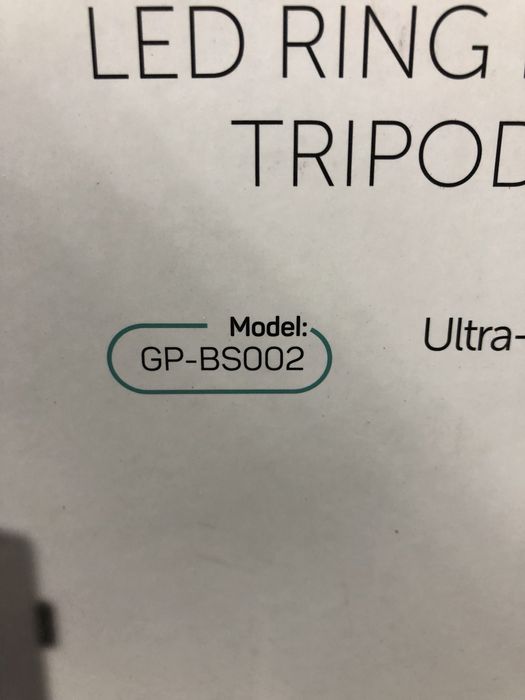 LED RING
TRIPOD
Model:
GP-BS002
Ultra-